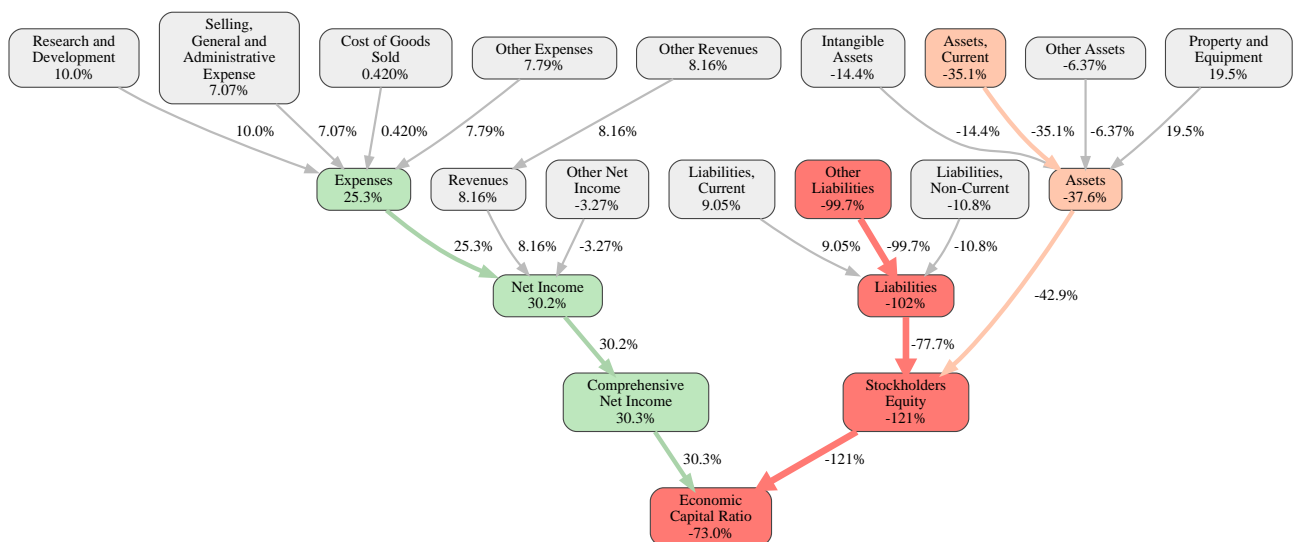 Research and
Development
10.0%
Selling,
General and
Administrative
Expense
7.07%
Cost of Goods
Sold
0.420%
Other Expenses
7.79%
Other Revenues
8.16%
Intangible
Assets
-14.4%
Assets,
Current
-35.1%
Other Assets
-6.37%
Property and
Equipment
19.5%
10.0%
7.07%
0.420%
7.79%
8.16%
-14.4%
-35.1%
-6.37%
19.5%
Expenses
25.3%
Revenues
8.16%
Other Net
Income
-3.27%
Liabilities,
Current
9.05%
Other
Liabilities
-99.7%
Liabilities,
Non-Current
-10.8%
Assets
-37.6%
25.3%
8.16%
-3.27%
9.05%
-99.7%
-10.8%
-42.9%
Net Income
30.2%
Liabilities
-102%
30.2%
-77.7%
Comprehensive
Net Income
30.3%
Stockholders
Equity
-121%
30.3%
-121%
Economic
Capital Ratio
-73.0%